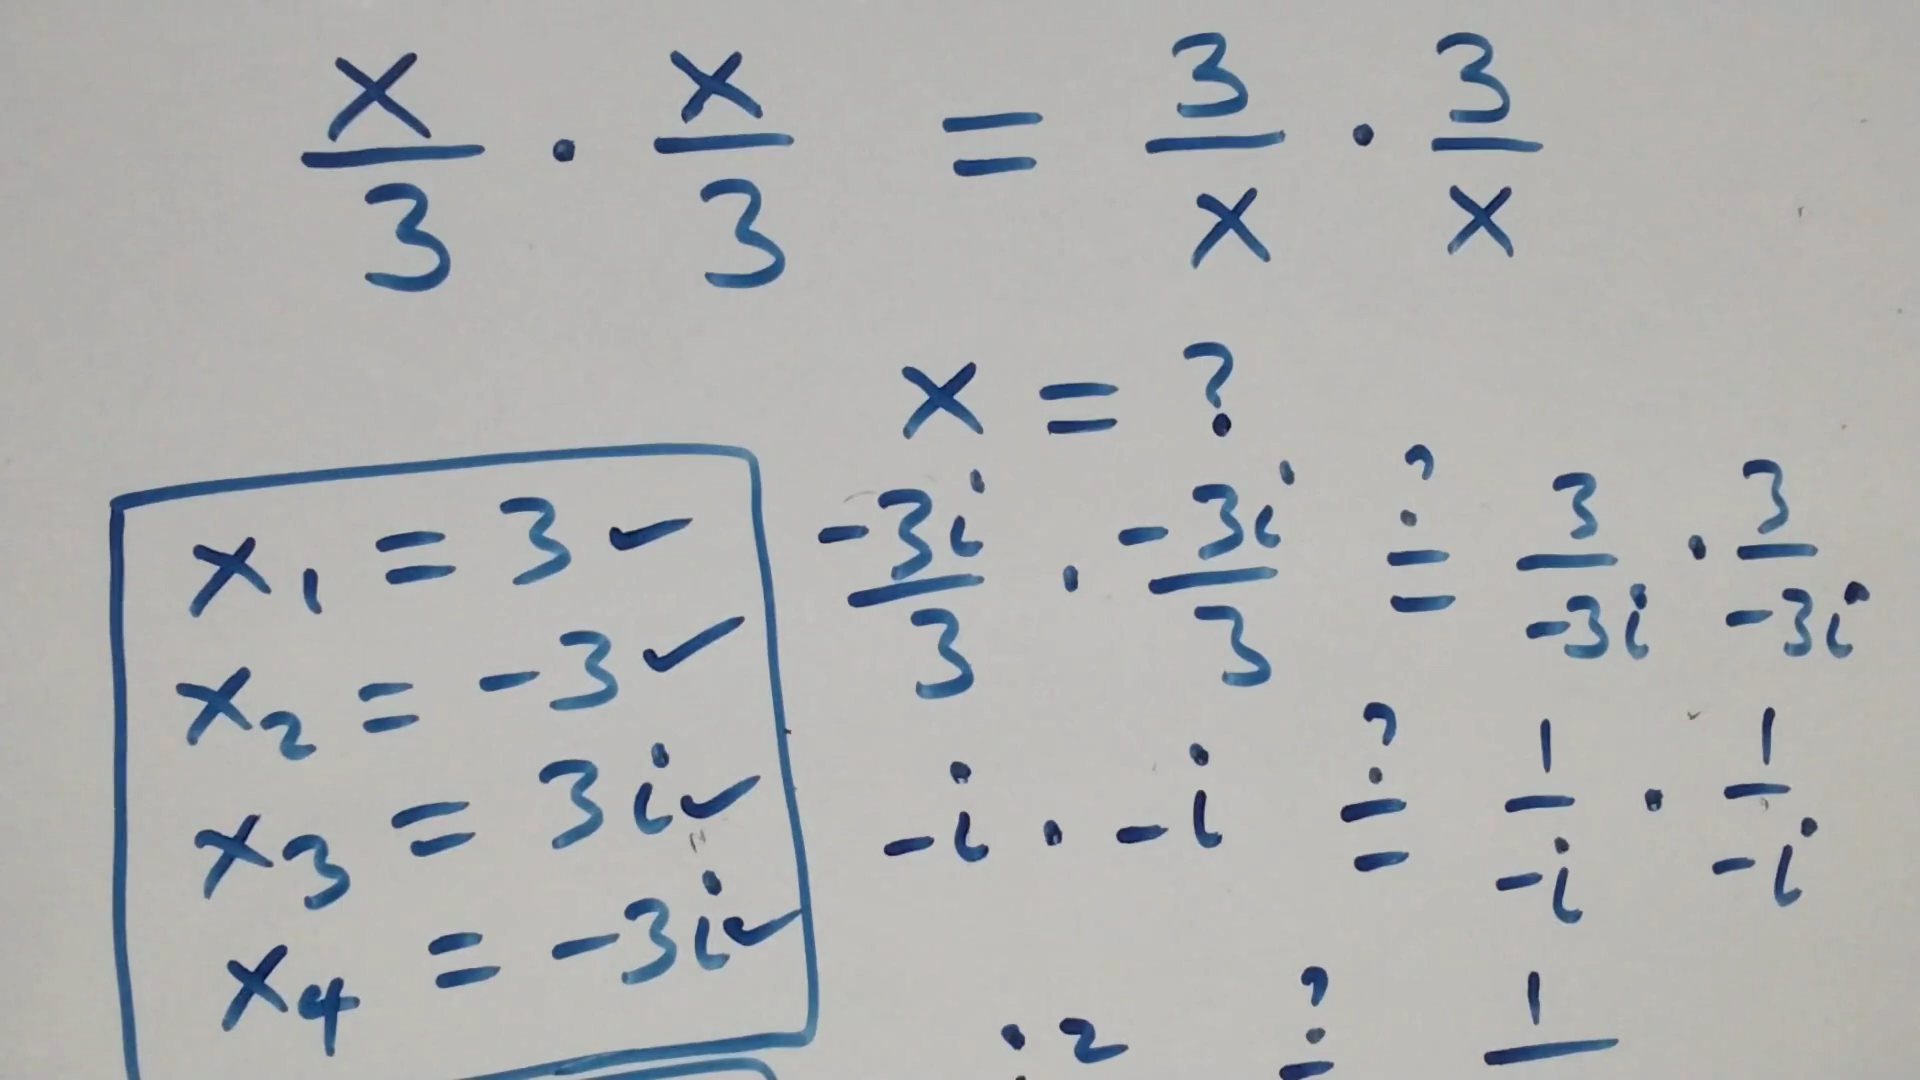 x/3 · x/3 = 3/x · 3/x
x = ?
x₁ = 3 ✓
x₂ = -3 ✓
x₃ = 3i ✓
x₄ = -3i ✓
-3i/3 · -3i/3 ≟ 3/-3i · 3/-3i
-i · -i ≟ 1/-i · 1/-i
i² ≟ 1/